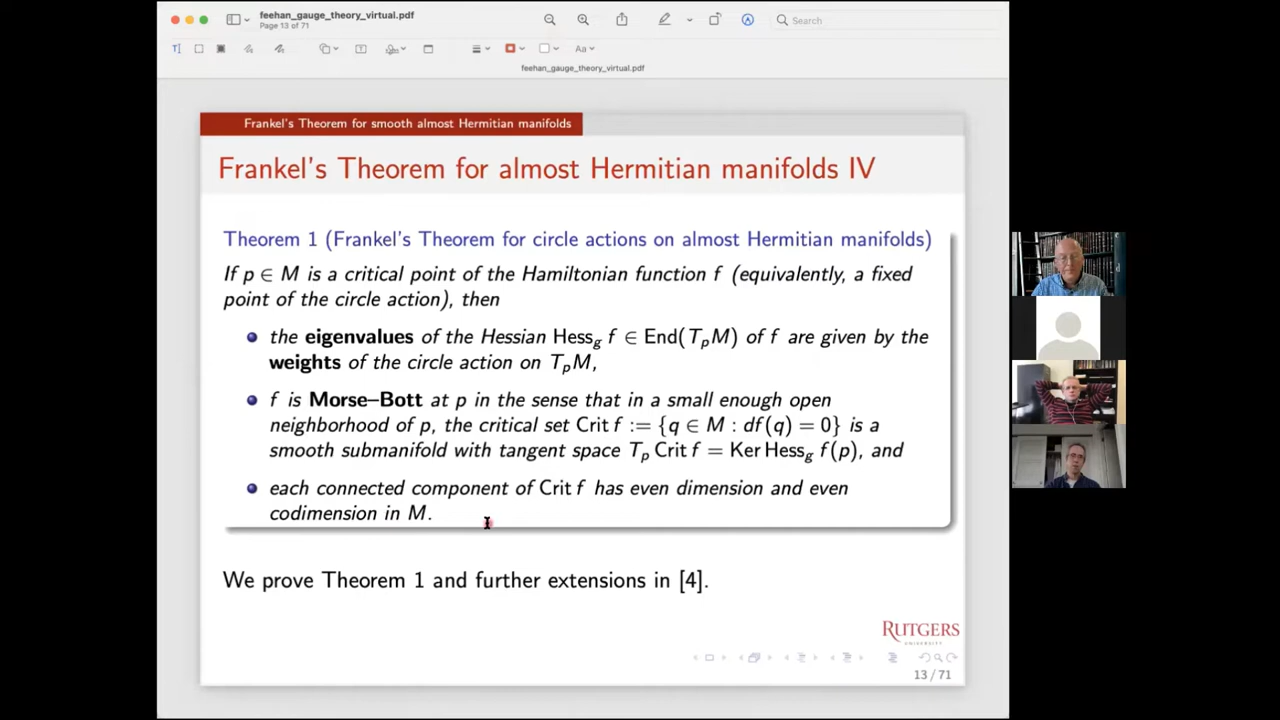 feehan_gauge_theory_virtual.pdf
Page 13 of 71
Search
Aa
feehan_gauge_theory_virtual.pdf
Frankel's Theorem for smooth almost Hermitian manifolds
Frankel's Theorem for almost Hermitian manifolds IV
Theorem 1 (Frankel's Theorem for circle actions on almost Hermitian manifolds)
If p ∈ M is a critical point of the Hamiltonian function f (equivalently, a fixed
point of the circle action), then
the eigenvalues of the Hessian Hess_g f ∈ End(T_pM) of f are given by the
weights of the circle action on T_pM,
f is Morse–Bott at p in the sense that in a small enough open
neighborhood of p, the critical set Crit f := {q ∈ M : df(q) = 0} is a
smooth submanifold with tangent space T_p Crit f = Ker Hess_g f(p), and
each connected component of Crit f has even dimension and even
codimension in M.
We prove Theorem 1 and further extensions in [4].
RUTGERS
UNIVERSITY
13 / 71